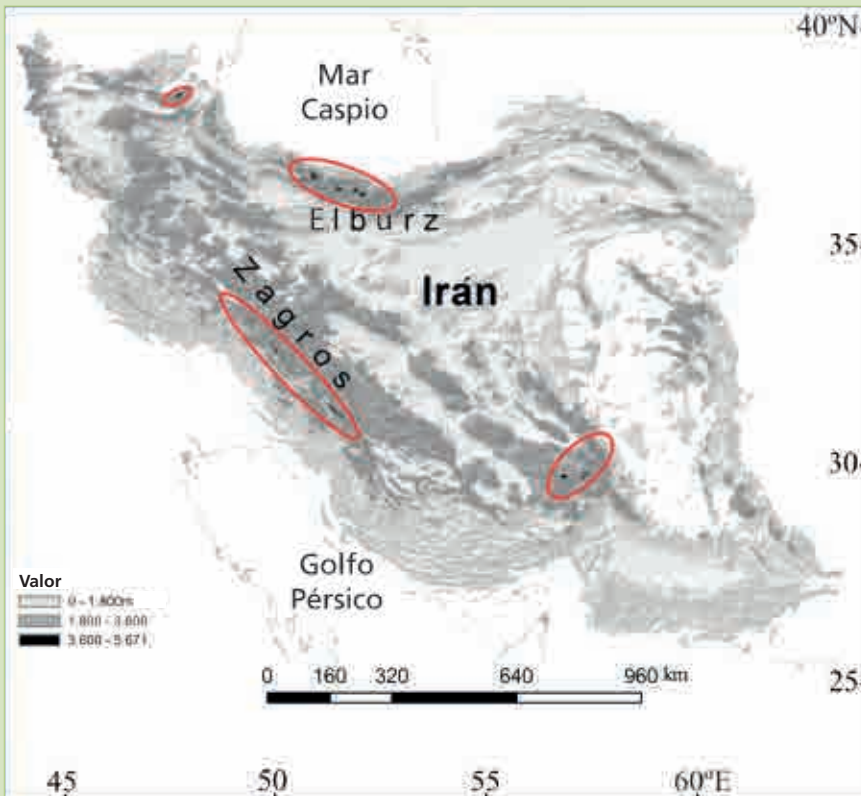 40ºN
Mar
Caspio
Elburz
35
Zagros
Irán
30
Golfo
Pérsico
Valor
0 - 1.800m
1.800 - 3.600
3.600 - 5.671
0 160 320 640 960 km
25
45 50 55 60ºE